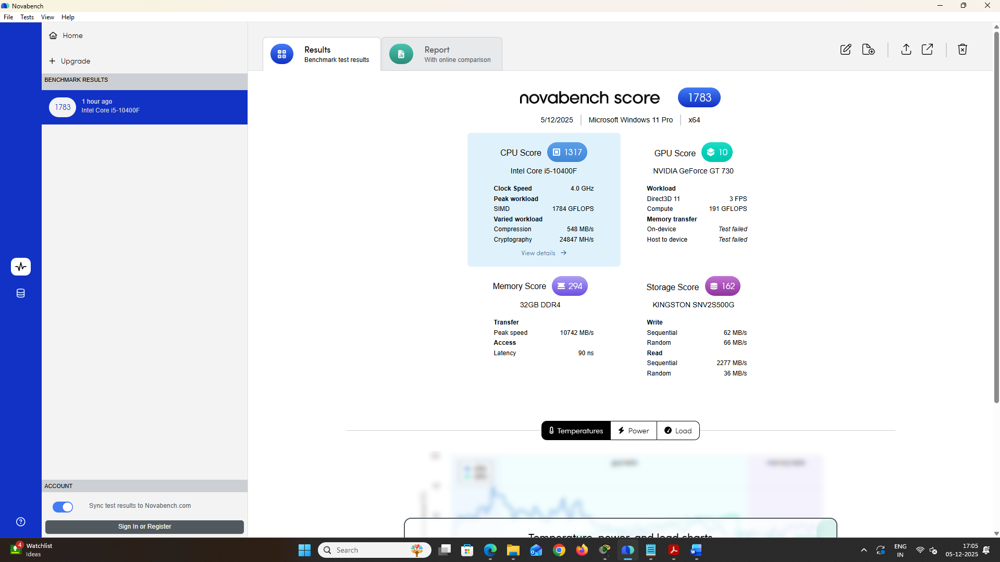 Novabench
File Tests View Help
Home
Upgrade
BENCHMARK RESULTS
1783
1 hour ago
Intel Core i5-10400F
ACCOUNT
Sync test results to Novabench.com
Sign In or Register
Results
Benchmark test results
Report
With online comparison
novabench score 1783
5/12/2025 Microsoft Windows 11 Pro x64
CPU Score 1317
Intel Core i5-10400F
Clock Speed 4.0 GHz
Peak workload
SIMD 1784 GFLOPS
Varied workload
Compression 548 MB/s
Cryptography 24847 MH/s
View details
GPU Score 10
NVIDIA GeForce GT 730
Workload
Direct3D 11 3 FPS
Compute 191 GFLOPS
Memory transfer
On-device Test failed
Host to device Test failed
Memory Score 294
32GB DDR4
Transfer
Peak speed 10742 MB/s
Access
Latency 90 ns
Storage Score 162
KINGSTON SNV2S500G
Write
Sequential 62 MB/s
Random 66 MB/s
Read
Sequential 2277 MB/s
Random 36 MB/s
Temperatures Power Load
Temperature, power, and load charts
4
Watchlist
Ideas
Search
ENG
IN
17:05
05-12-2025